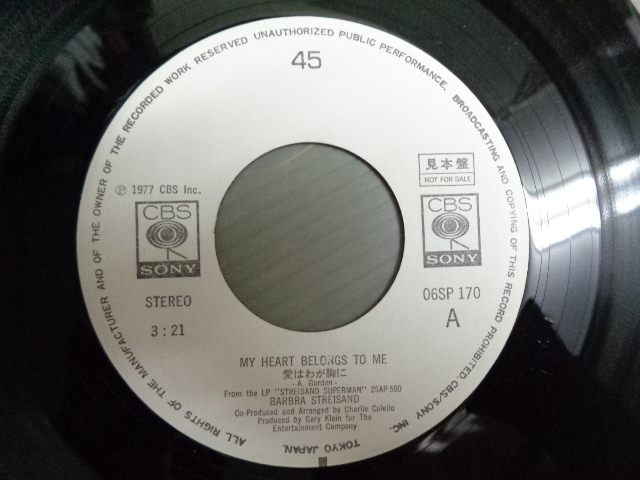 ALL RIGHTS OF THE MANUFACTURER AND OF THE OWNER OF THE RECORDED WORK RESERVED UNAUTHORIZED PUBLIC PERFORMANCE, BROADCASTING AND COPYING OF THIS RECORD PROHIBITED. CBS/SONY INC. TOKYO JAPAN.
45
見本盤
NOT FOR SALE
Ⓟ 1977 CBS Inc.
CBS
SONY
CBS
SONY
STEREO
3 : 21
06SP 170
A
MY HEART BELONGS TO ME
愛はわが胸に
- A. Gordon -
From the LP "STREISAND SUPERMAN" 25AP 590
BARBRA STREISAND
Co-Produced and Arranged by Charlie Calello
Produced by Gary Klein for The
Entertainment Company